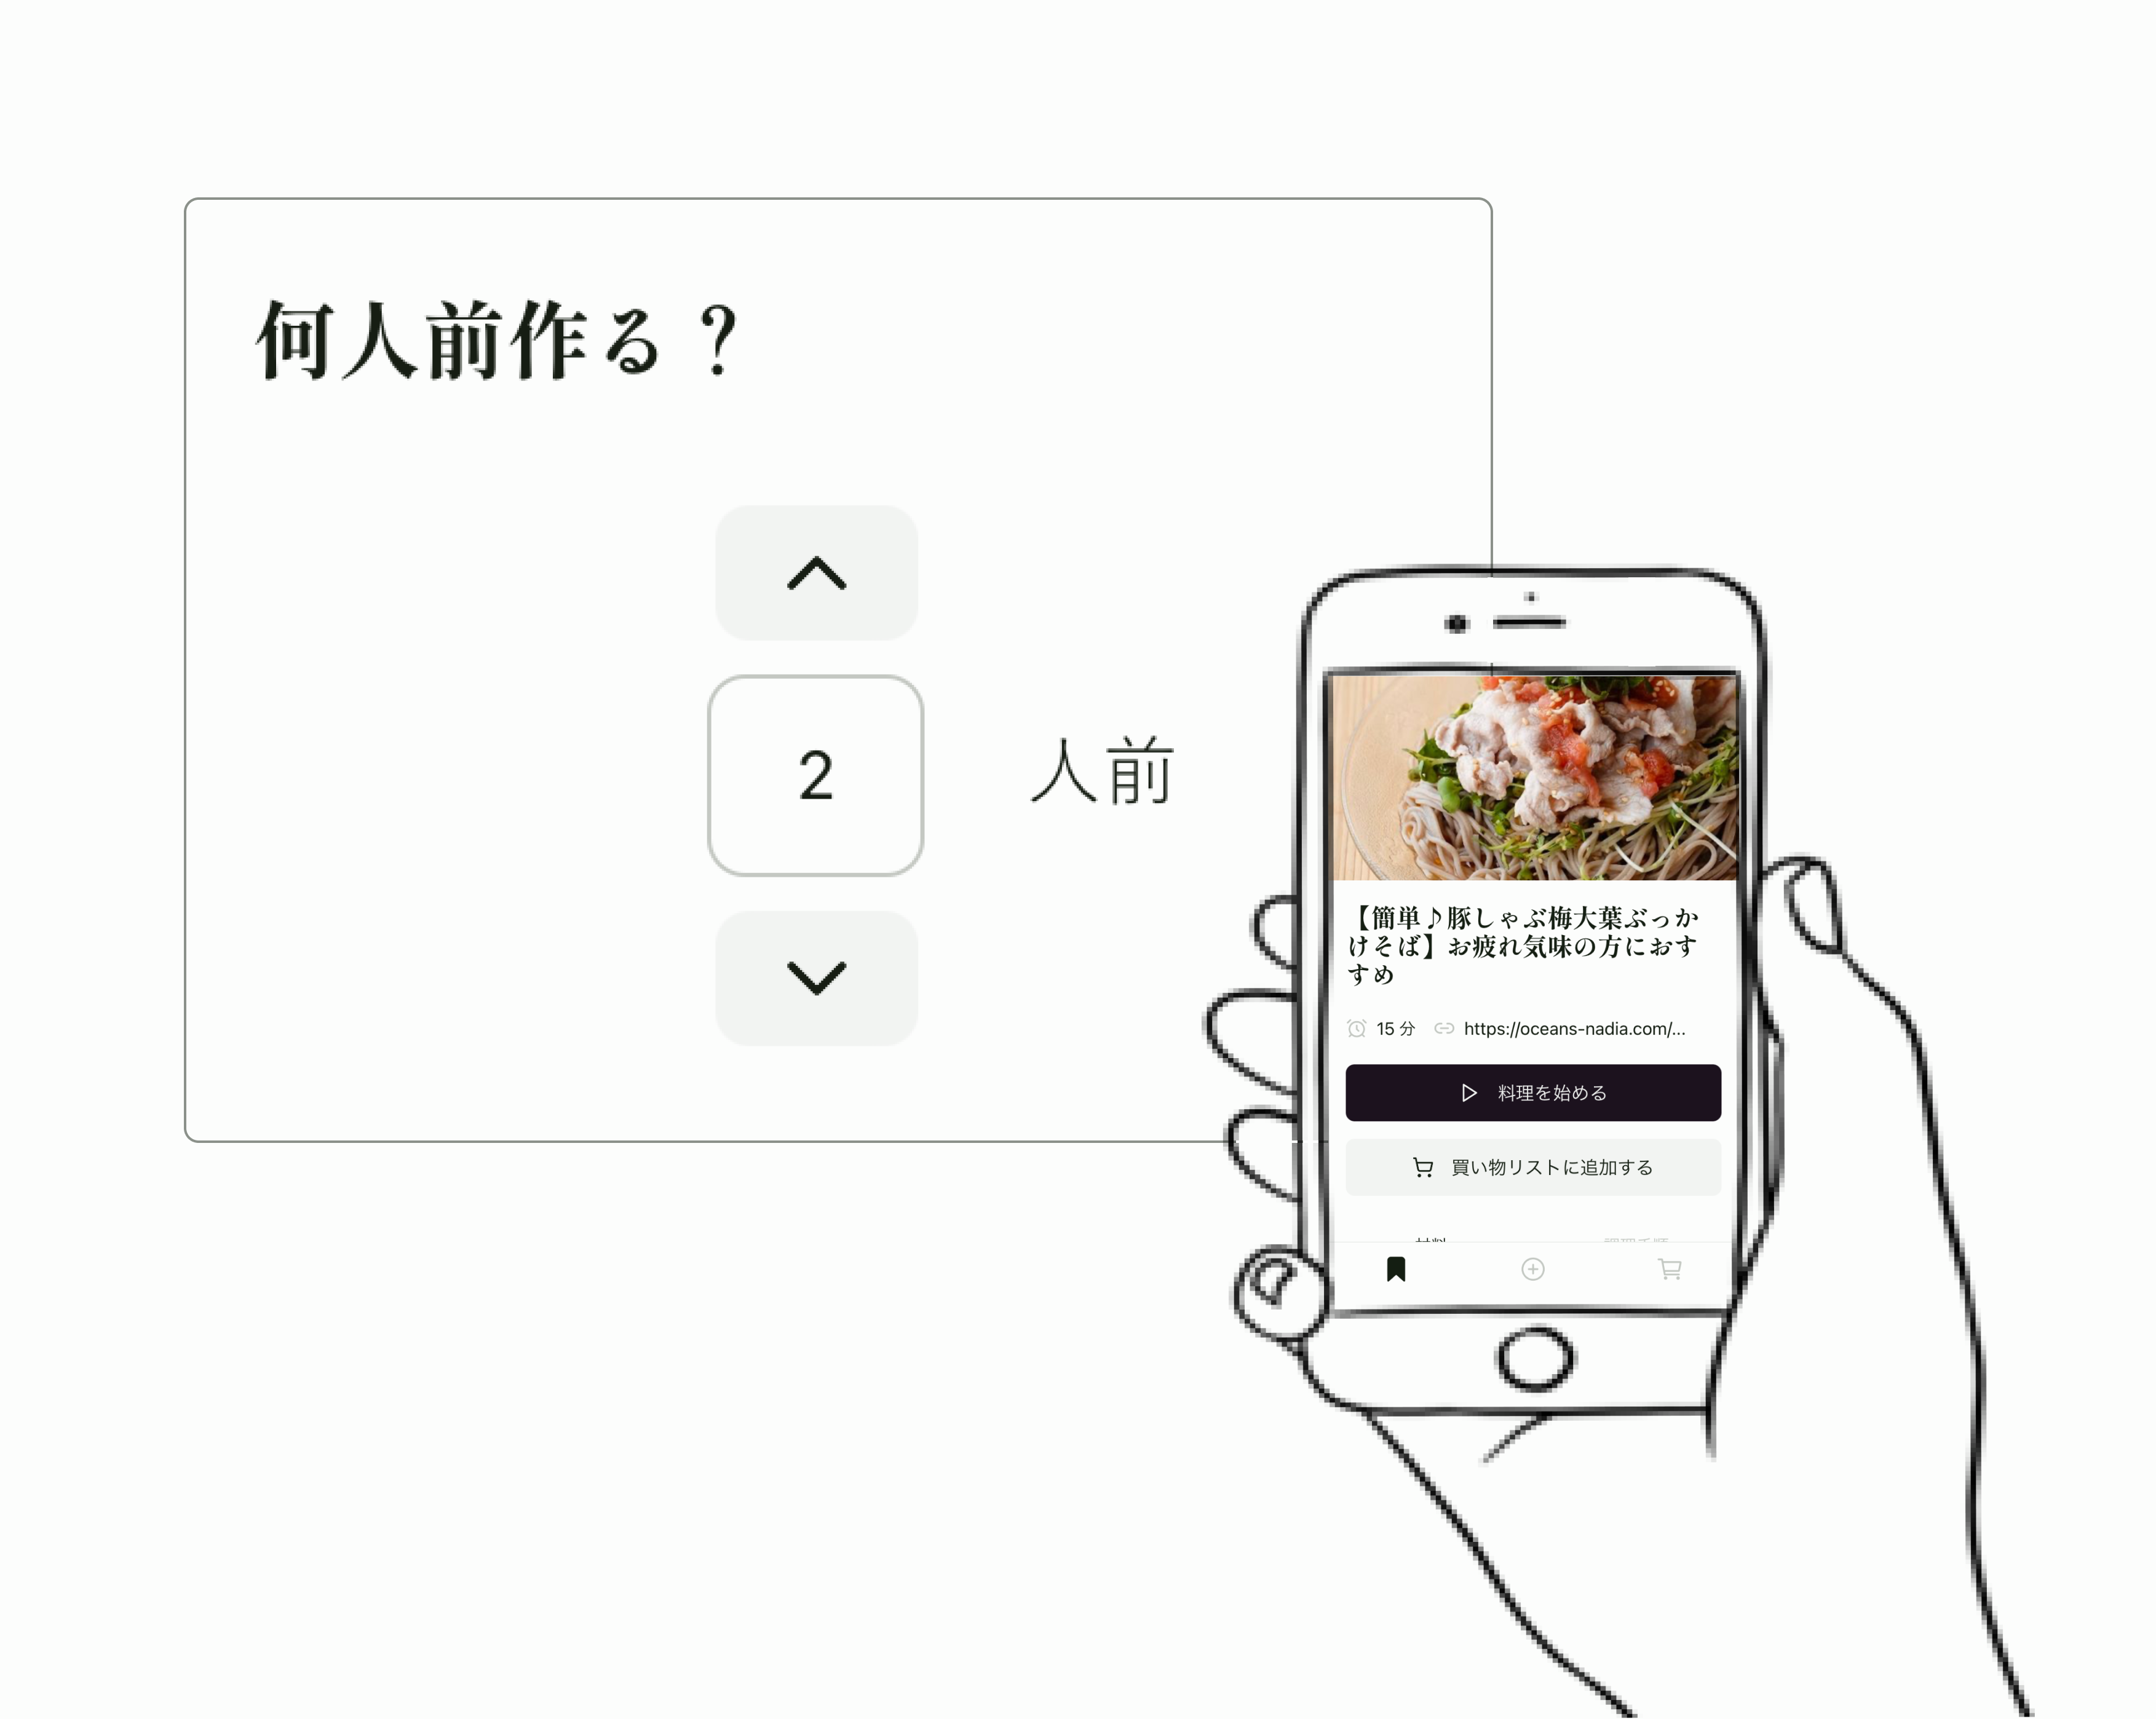 何人前作る？
2
人前
【簡単♪豚しゃぶ梅大葉ぶっか
けそば】お疲れ気味の方におす
すめ
15 分
https://oceans-nadia.com/...
料理を始める
買い物リストに追加する
材料